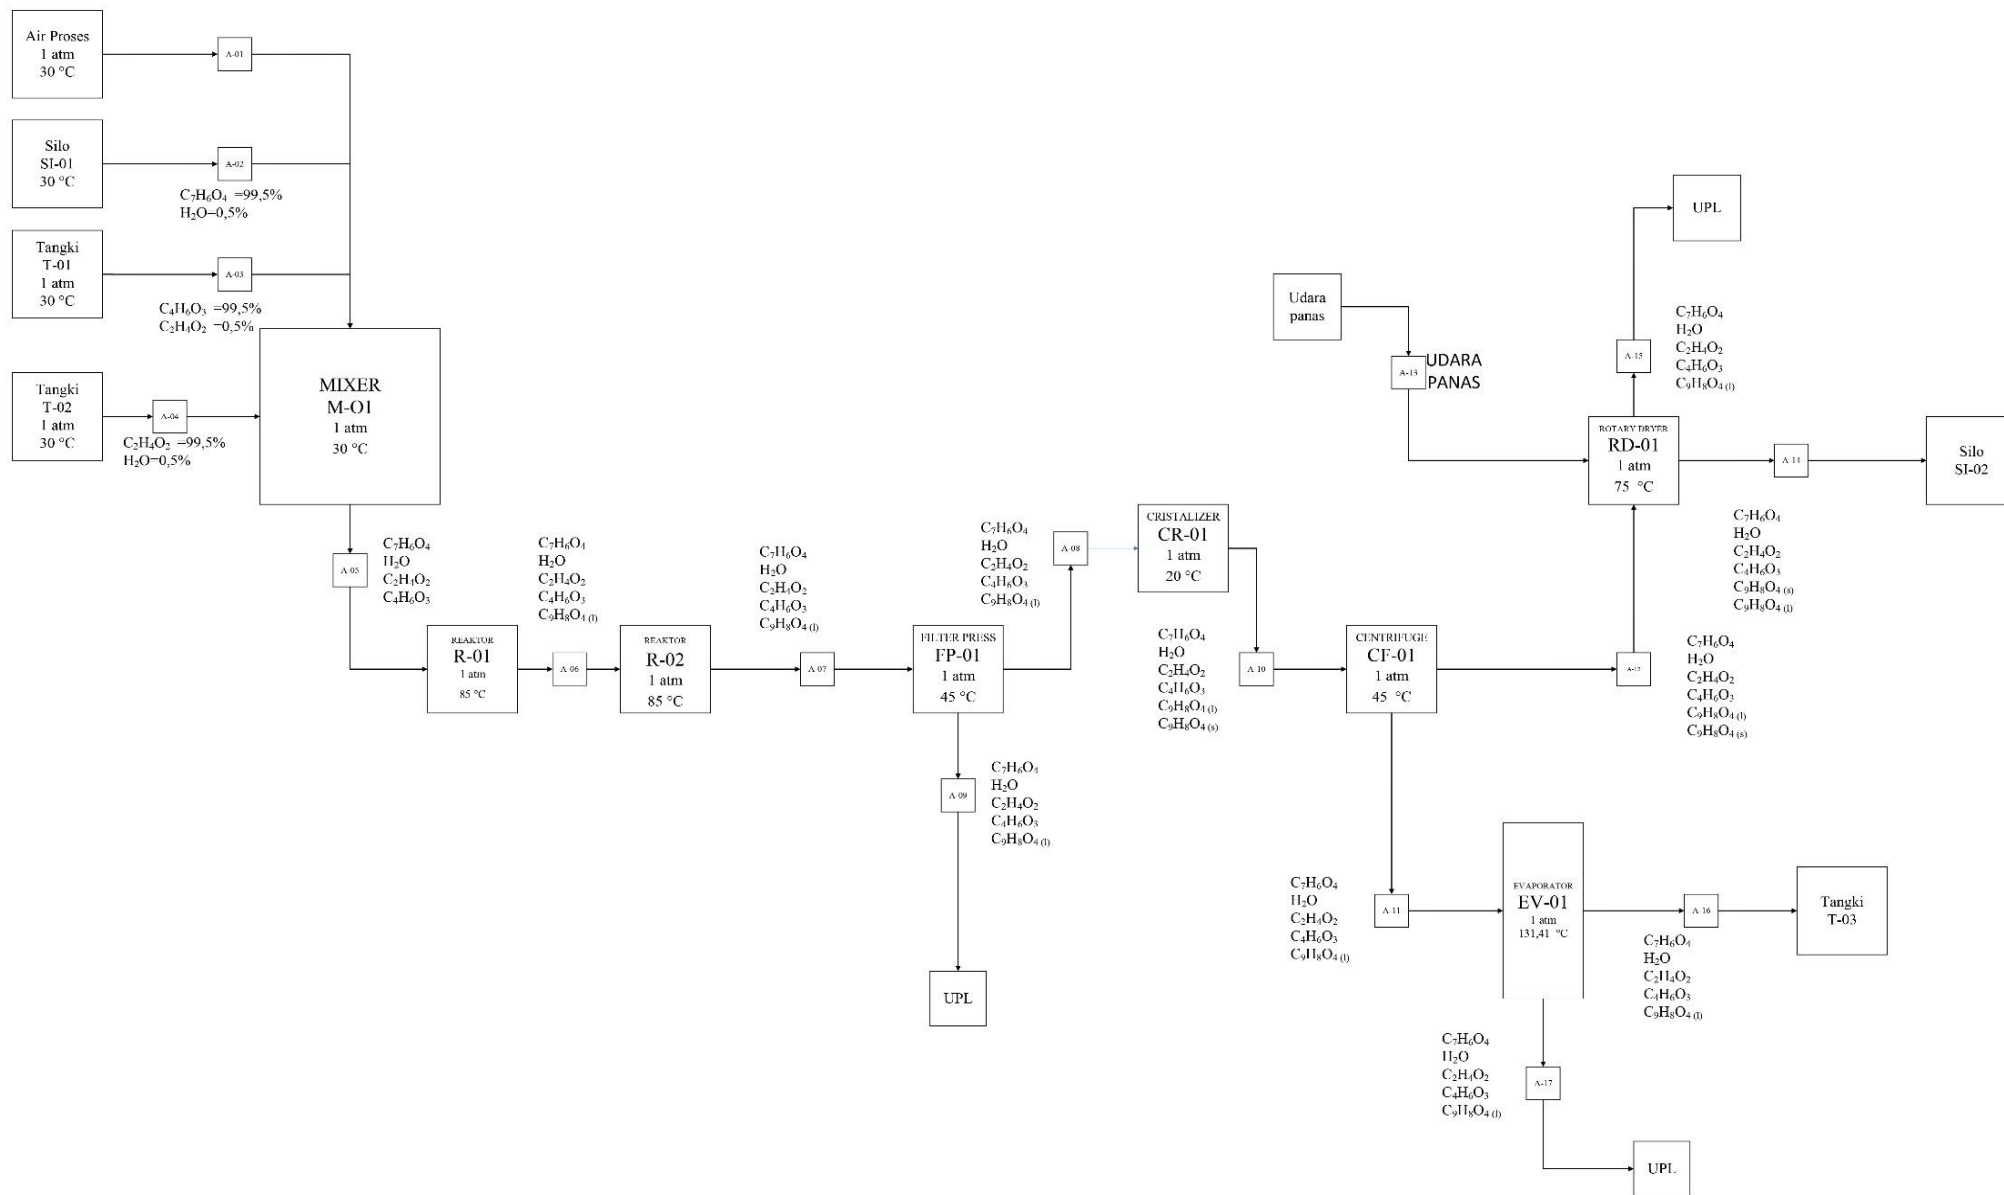 Air Proses
1 atm
30 °C
A-01
Silo
SI-01
30 °C
A-02
C₇H₆O₄ =99,5%
H₂O=0,5%
Tangki
T-01
1 atm
30 °C
A-03
C₄H₆O₃ =99,5%
C₂H₄O₂ =0,5%
Tangki
T-02
1 atm
30 °C
A-04
C₂H₄O₂ =99,5%
H₂O=0,5%
MIXER
M-O1
1 atm
30 °C
A-05
C₇H₆O₄
H₂O
C₂H₄O₂
C₄H₆O₃
REAKTOR
R-01
1 atm
85 °C
C₇H₆O₄
H₂O
C₂H₄O₂
C₄H₆O₃
C₉H₈O₄ (l)
A-06
REAKTOR
R-02
1 atm
85 °C
C₇H₆O₄
H₂O
C₂H₄O₂
C₄H₆O₃
C₉H₈O₄ (l)
A-07
FILTER PRESS
FP-01
1 atm
45 °C
C₇H₆O₄
H₂O
C₂H₄O₂
C₄H₆O₃
C₉H₈O₄ (l)
A-08
A-09
C₇H₆O₄
H₂O
C₂H₄O₂
C₄H₆O₃
C₉H₈O₄ (l)
UPL
CRISTALIZER
CR-01
1 atm
20 °C
C₇H₆O₄
H₂O
C₂H₄O₂
C₄H₆O₃
C₉H₈O₄ (l)
C₉H₈O₄ (s)
A-10
CENTRIFUGE
CF-01
1 atm
45 °C
A-12
C₇H₆O₄
H₂O
C₂H₄O₂
C₄H₆O₃
C₉H₈O₄ (l)
C₉H₈O₄ (s)
Udara
panas
A-13
UDARA
PANAS
ROTARY DRYER
RD-01
1 atm
75 °C
A-15
C₇H₆O₄
H₂O
C₂H₄O₂
C₄H₆O₃
C₉H₈O₄ (l)
UPL
A-14
C₇H₆O₄
H₂O
C₂H₄O₂
C₄H₆O₃
C₉H₈O₄ (s)
C₉H₈O₄ (l)
Silo
SI-02
C₇H₆O₄
H₂O
C₂H₄O₂
C₄H₆O₃
C₉H₈O₄ (l)
A-11
EVAPORATOR
EV-01
1 atm
131,41 °C
A-16
C₇H₆O₄
H₂O
C₂H₄O₂
C₄H₆O₃
C₉H₈O₄ (l)
Tangki
T-03
C₇H₆O₄
H₂O
C₂H₄O₂
C₄H₆O₃
C₉H₈O₄ (l)
A-17
UPL